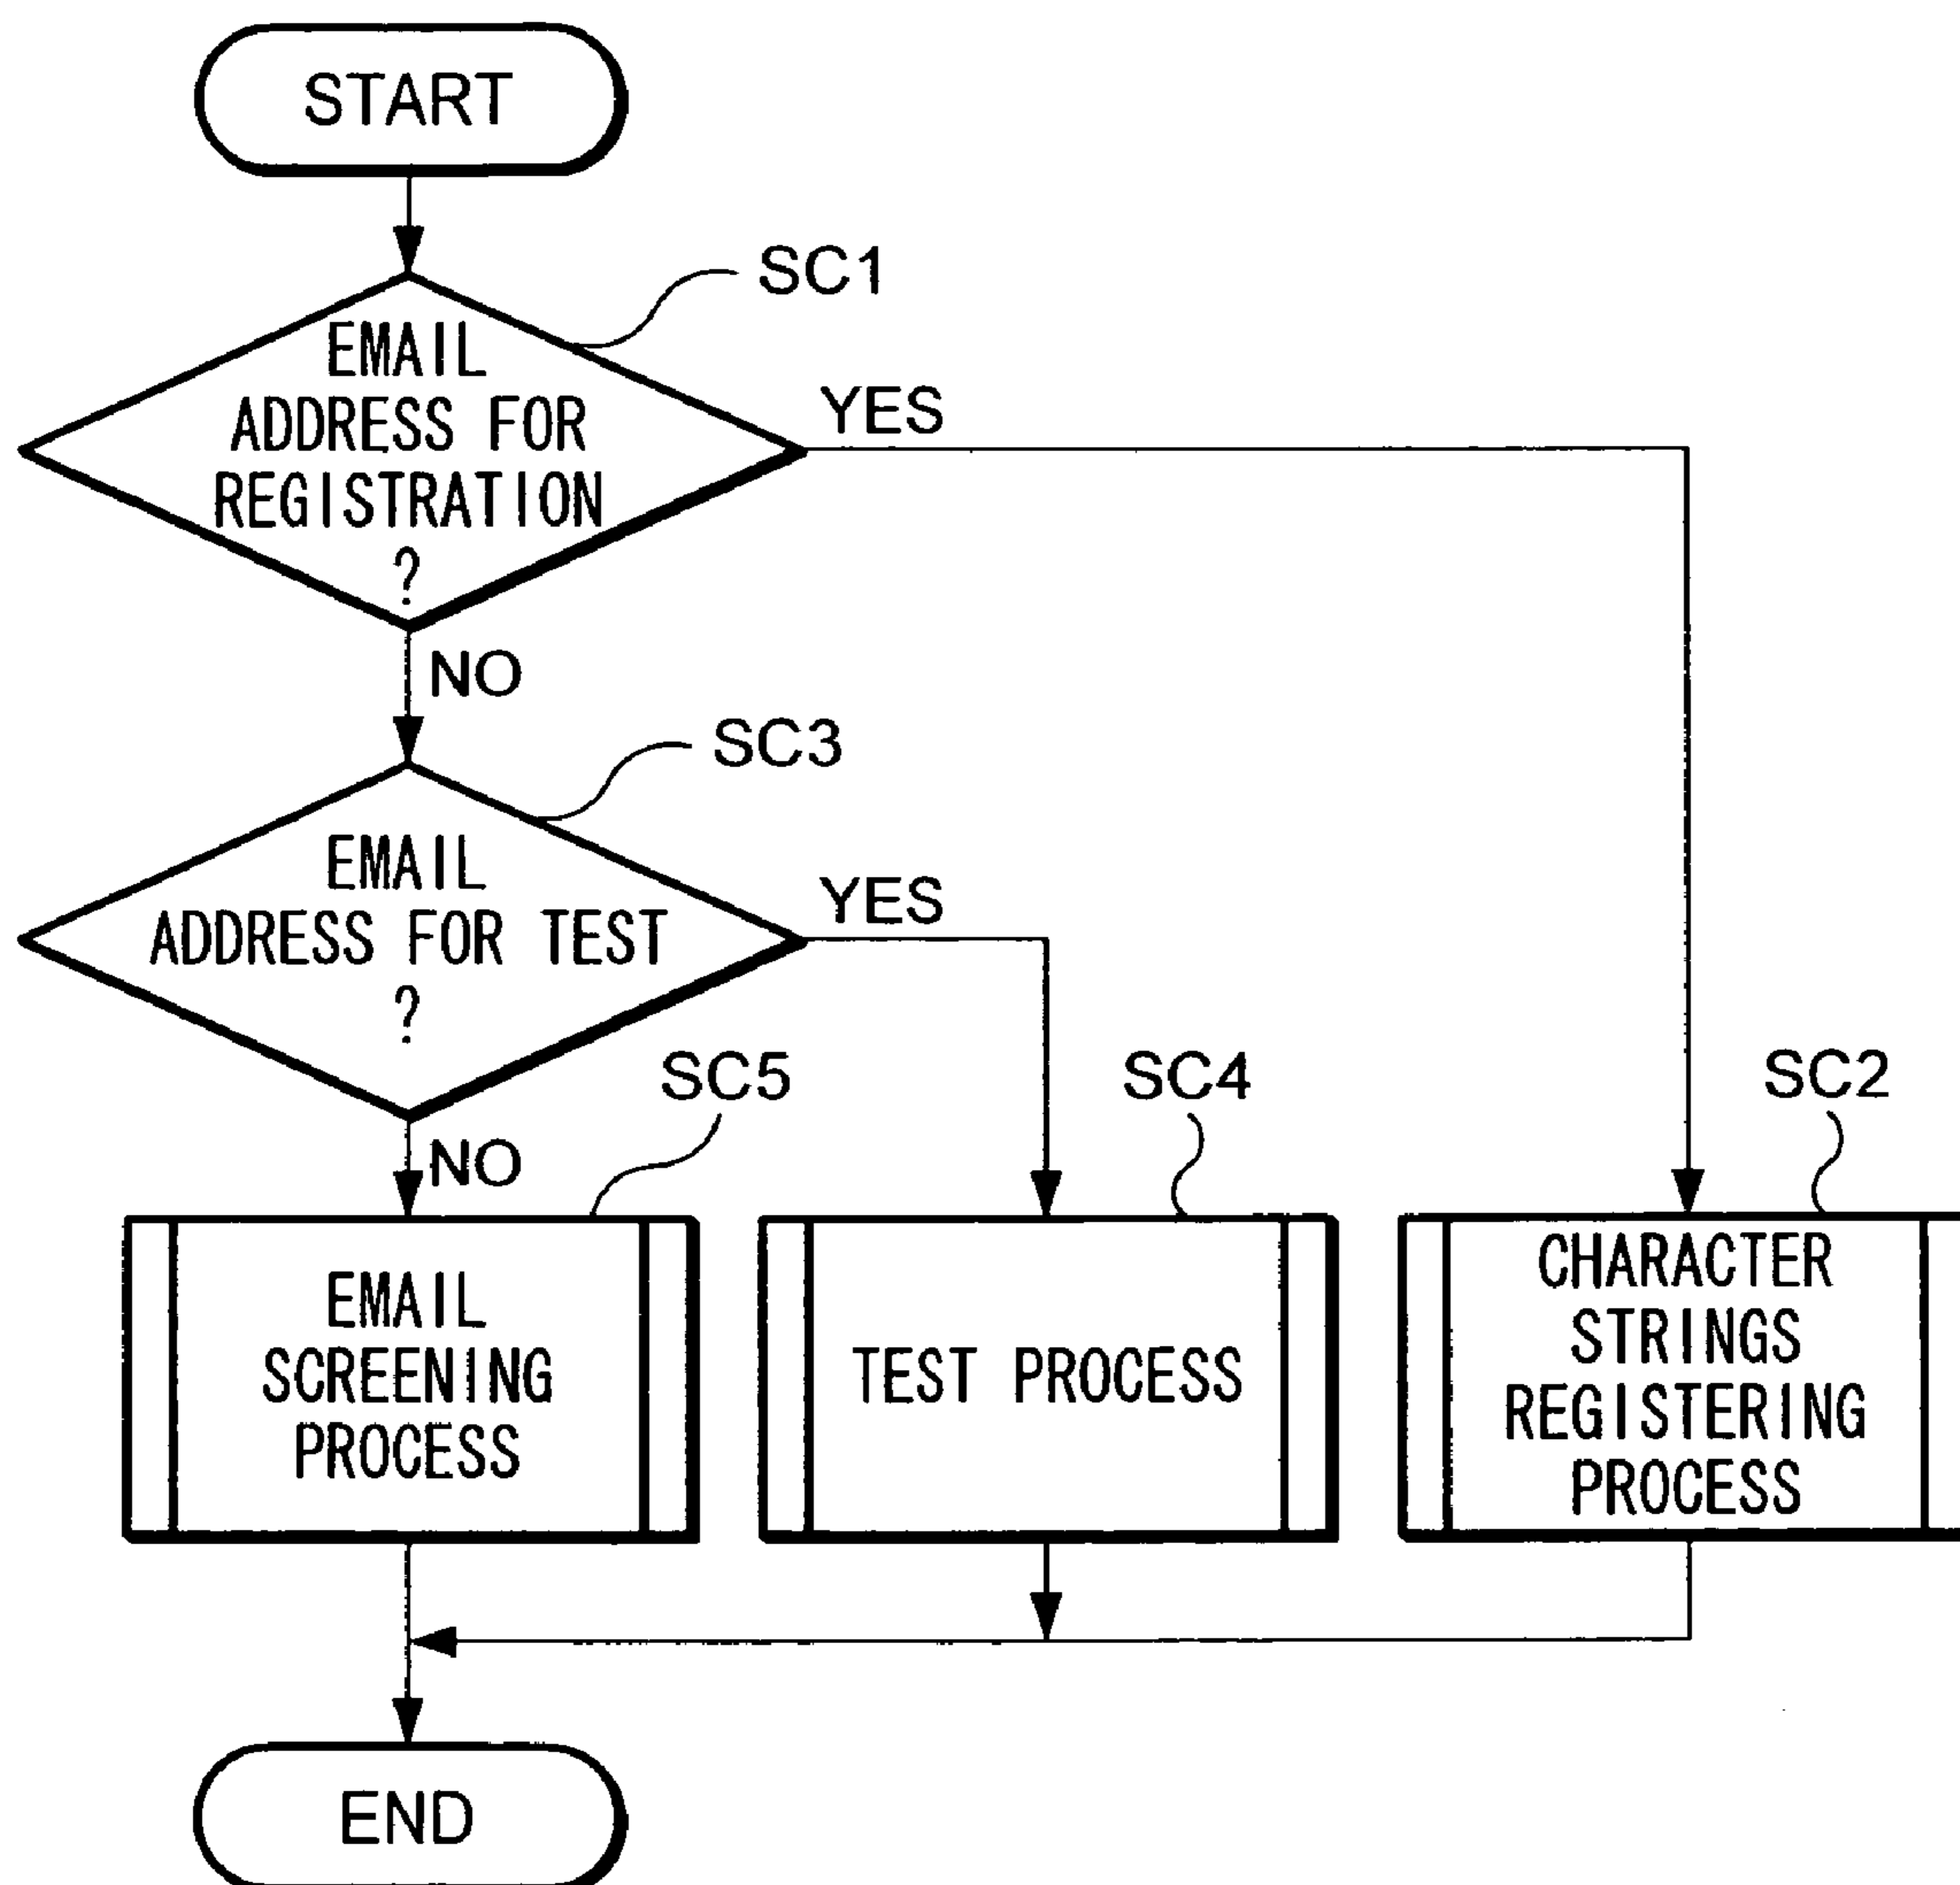 START
SC1
EMAIL
ADDRESS FOR
REGISTRATION
?
YES
NO
SC3
EMAIL
ADDRESS FOR TEST
?
YES
NO
SC5
SC4
SC2
EMAIL
SCREENING
PROCESS
TEST PROCESS
CHARACTER
STRINGS
REGISTERING
PROCESS
END